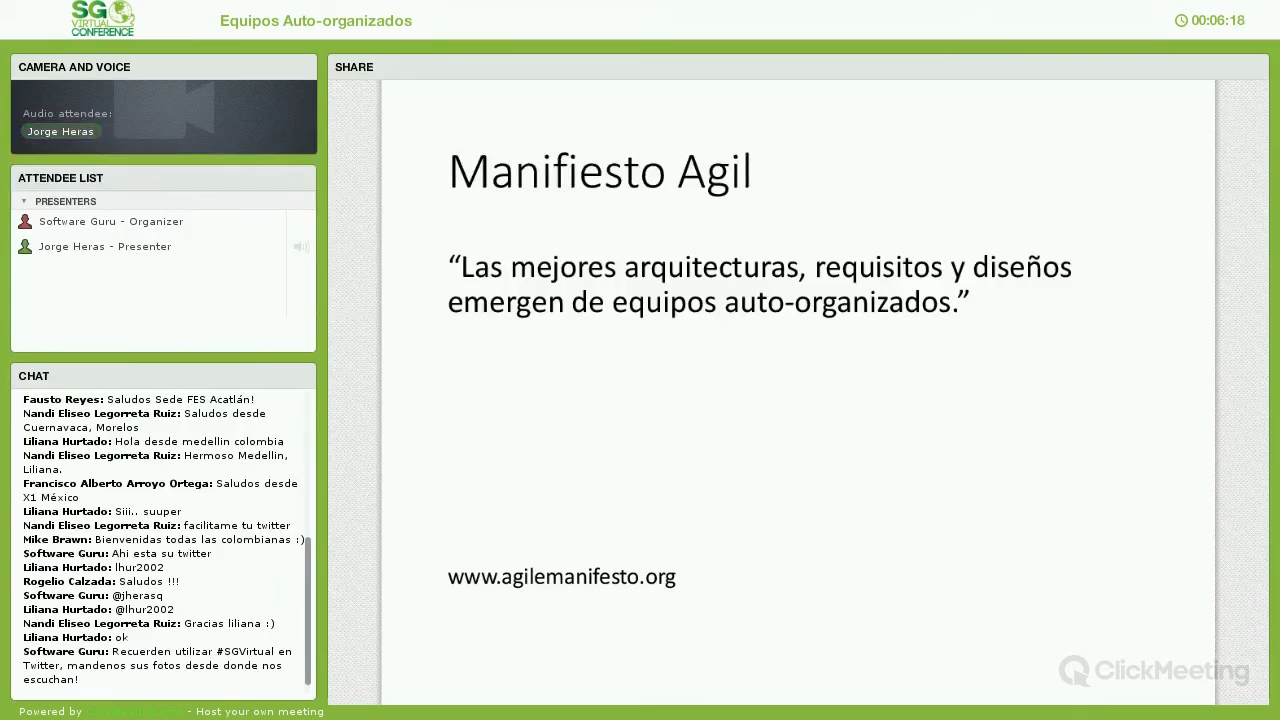 SG
VIRTUAL
CONFERENCE
Equipos Auto-organizados
00:06:18
CAMERA AND VOICE
Audio attendee:
Jorge Heras
ATTENDEE LIST
PRESENTERS
Software Guru - Organizer
Jorge Heras - Presenter
CHAT
Fausto Reyes: Saludos Sede FES Acatlán!
Nandi Eliseo Legorreta Ruiz: Saludos desde
Cuernavaca, Morelos
Liliana Hurtado: Hola desde medellin colombia
Nandi Eliseo Legorreta Ruiz: Hermoso Medellin,
Liliana.
Francisco Alberto Arroyo Ortega: Saludos desde
X1 México
Liliana Hurtado: Siii.. suuper
Nandi Eliseo Legorreta Ruiz: facilitame tu twitter
Mike Brawn: Bienvenidas todas las colombianas :)
Software Guru: Ahi esta su twitter
Liliana Hurtado: lhur2002
Rogelio Calzada: Saludos !!!
Software Guru: @jherasq
Liliana Hurtado: @lhur2002
Nandi Eliseo Legorreta Ruiz: Gracias liliana :)
Liliana Hurtado: ok
Software Guru: Recuerden utilizar #SGVirtual en
Twitter, mandenos sus fotos desde donde nos
escuchan!
Powered by - Host your own meeting
SHARE
Manifiesto Agil
“Las mejores arquitecturas, requisitos y diseños
emergen de equipos auto-organizados.”
www.agilemanifesto.org
ClickMeeting